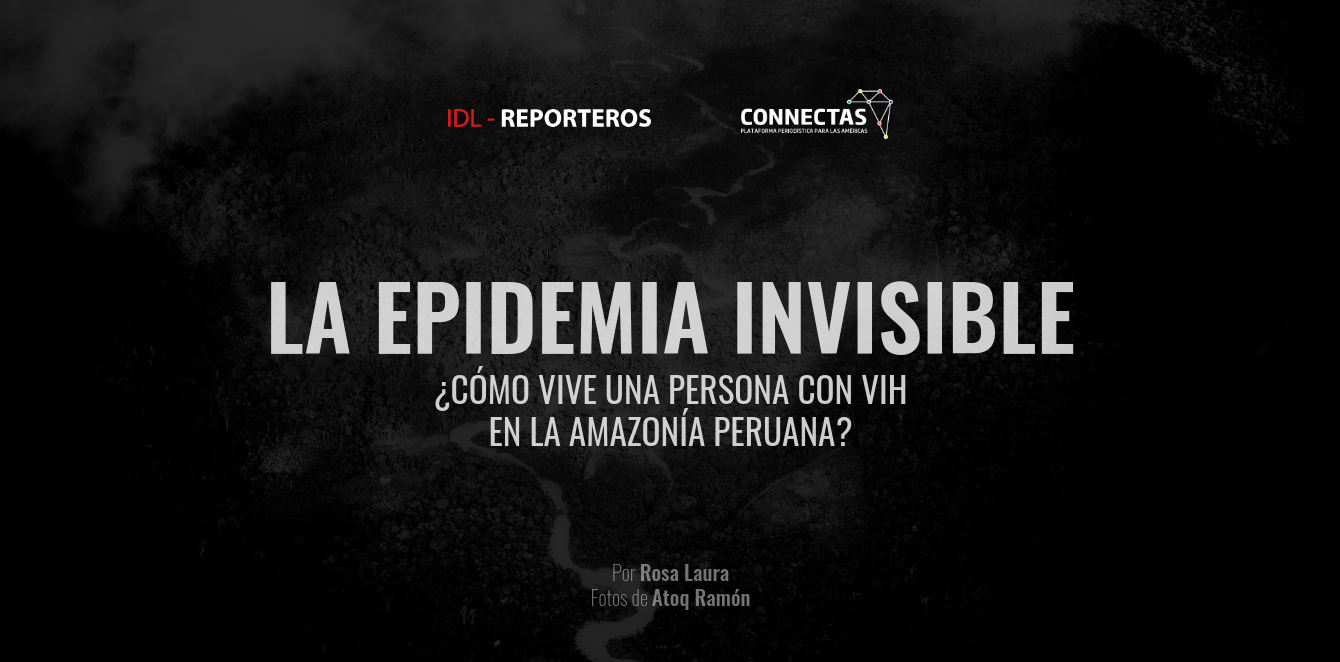 IDL - REPORTEROS
CONNECTAS
PLATAFORMA PERIODÍSTICA PARA LAS AMÉRICAS
LA EPIDEMIA INVISIBLE
¿CÓMO VIVE UNA PERSONA CON VIH
EN LA AMAZONÍA PERUANA?
Por Rosa Laura
Fotos de Atoq Ramón